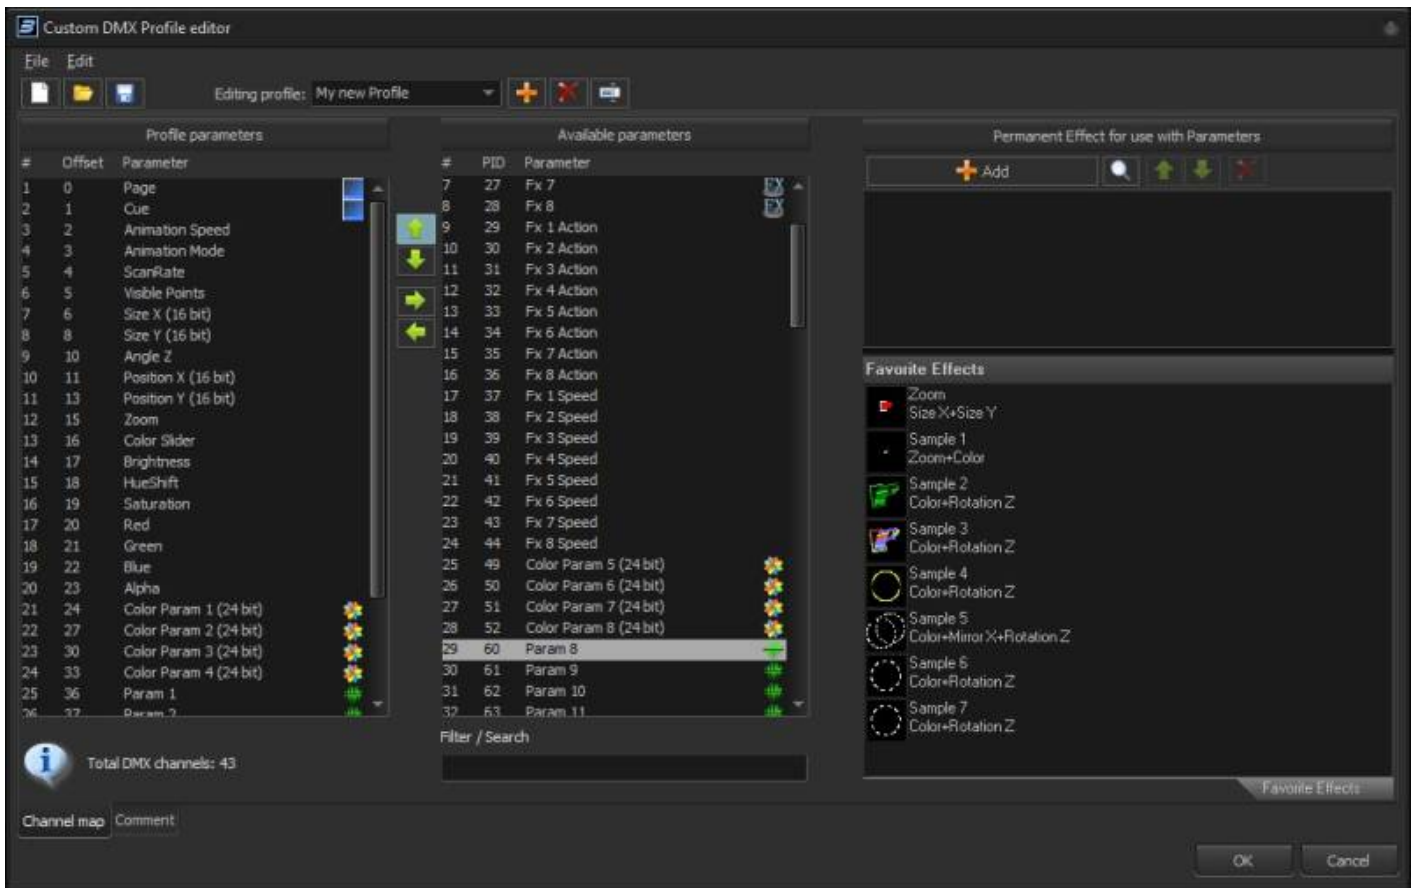 Custom DMX Profile editor
File Edit
Editing profile: My new Profile
Profile parameters
# Offset Parameter
1 0 Page
2 1 Cue
3 2 Animation Speed
4 3 Animation Mode
5 4 ScanRate
6 5 Visible Points
7 6 Size X (16 bit)
8 8 Size Y (16 bit)
9 10 Angle Z
10 11 Position X (16 bit)
11 13 Position Y (16 bit)
12 15 Zoom
13 16 Color Slider
14 17 Brightness
15 18 HueShift
16 19 Saturation
17 20 Red
18 21 Green
19 22 Blue
20 23 Alpha
21 24 Color Param 1 (24 bit)
22 27 Color Param 2 (24 bit)
23 30 Color Param 3 (24 bit)
24 33 Color Param 4 (24 bit)
25 36 Param 1
26 37 Param 2
Total DMX channels: 43
Available parameters
# PID Parameter
7 27 Fx 7 FX
8 28 Fx 8 FX
9 29 Fx 1 Action
10 30 Fx 2 Action
11 31 Fx 3 Action
12 32 Fx 4 Action
13 33 Fx 5 Action
14 34 Fx 6 Action
15 35 Fx 7 Action
16 36 Fx 8 Action
17 37 Fx 1 Speed
18 38 Fx 2 Speed
19 39 Fx 3 Speed
20 40 Fx 4 Speed
21 41 Fx 5 Speed
22 42 Fx 6 Speed
23 43 Fx 7 Speed
24 44 Fx 8 Speed
25 49 Color Param 5 (24 bit)
26 50 Color Param 6 (24 bit)
27 51 Color Param 7 (24 bit)
28 52 Color Param 8 (24 bit)
29 60 Param 8
30 61 Param 9
31 62 Param 10
32 63 Param 11
Filter / Search
Permanent Effect for use with Parameters
Add
Favorite Effects
Zoom
Size X+Size Y
Sample 1
Zoom+Color
Sample 2
Color+Rotation Z
Sample 3
Color+Rotation Z
Sample 4
Color+Rotation Z
Sample 5
Color+Mirror X+Rotation Z
Sample 6
Color+Rotation Z
Sample 7
Color+Rotation Z
Favorite Effects
Channel map Comment
OK Cancel